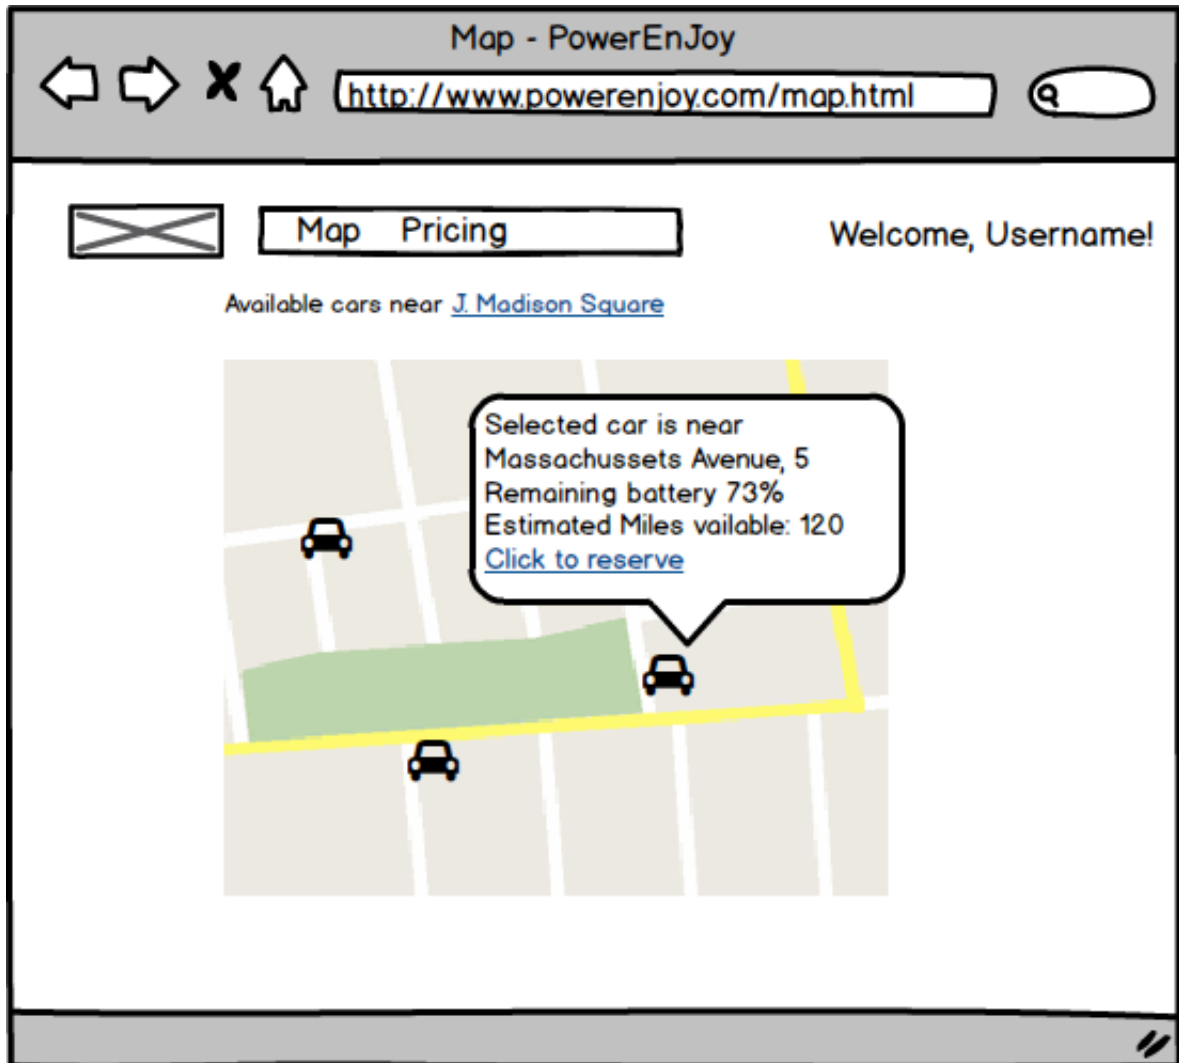 Map - PowerEnJoy
http://www.powerenjoy.com/map.html
Map Pricing
Welcome, Username!
Available cars near J. Madison Square
Selected car is near
Massachussets Avenue, 5
Remaining battery 73%
Estimated Miles vailable: 120
Click to reserve